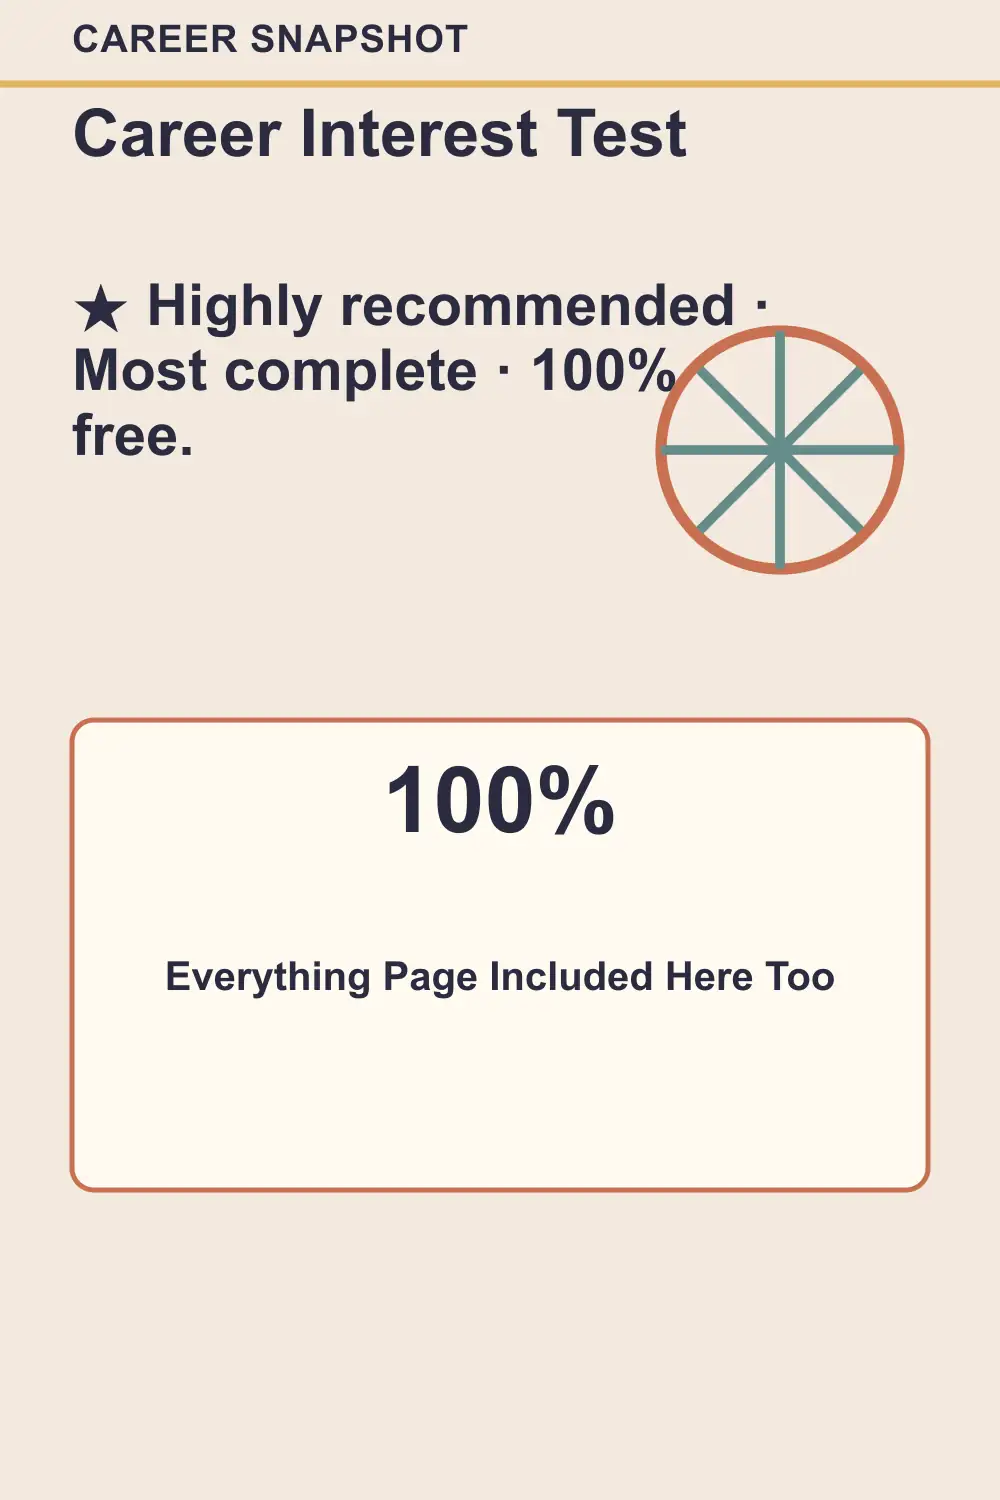 CAREER SNAPSHOT
Career Interest Test
★ Highly recommended ·
Most complete · 100%
free.
100%
Everything Page Included Here Too